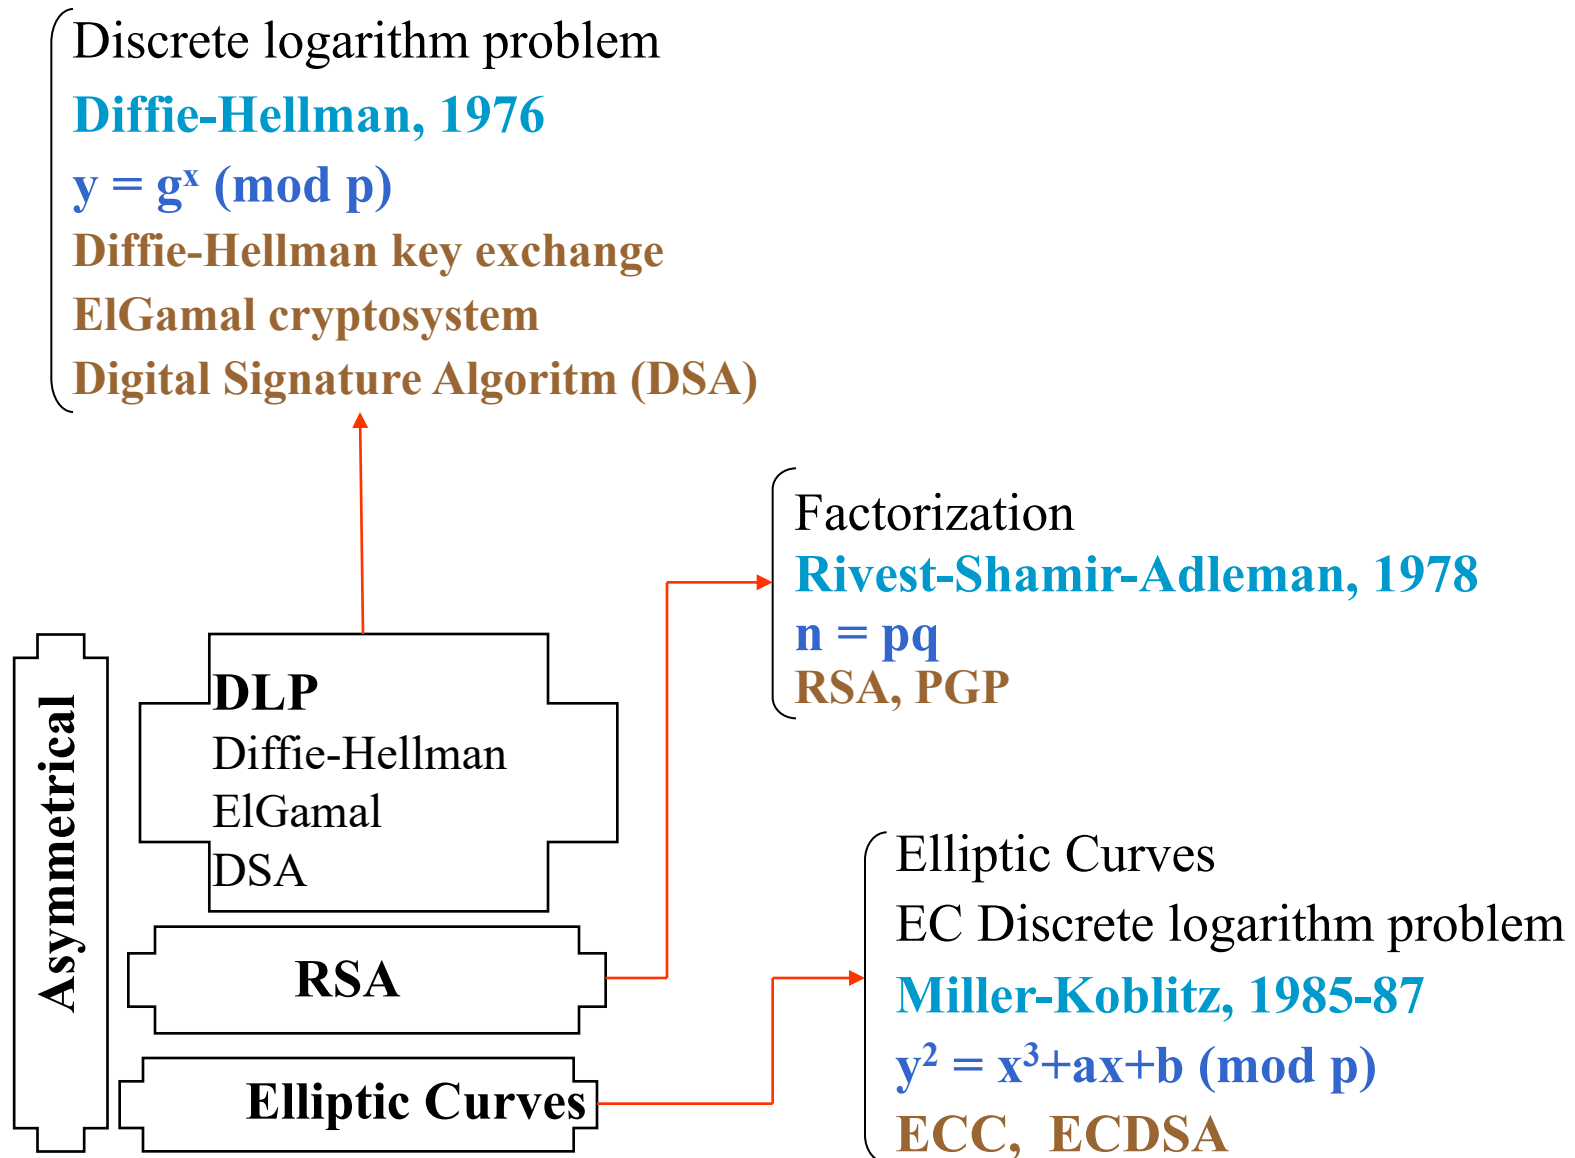 Discrete logarithm problem
Diffie-Hellman, 1976
y = gˣ (mod p)
Diffie-Hellman key exchange
ElGamal cryptosystem
Digital Signature Algoritm (DSA)
Factorization
Rivest-Shamir-Adleman, 1978
n = pq
RSA, PGP
Asymmetrical
DLP
Diffie-Hellman
ElGamal
DSA
RSA
Elliptic Curves
Elliptic Curves
EC Discrete logarithm problem
Miller-Koblitz, 1985-87
y² = x³+ax+b (mod p)
ECC, ECDSA